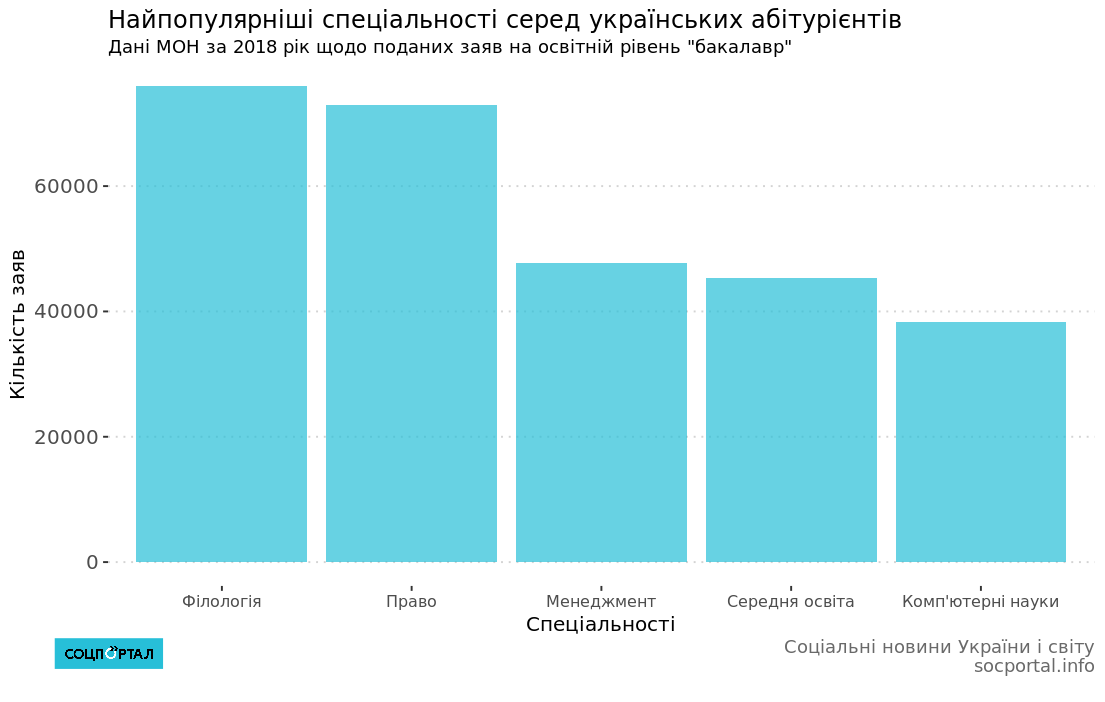 Найпопулярніші спеціальності серед українських абітурієнтів
Дані МОН за 2018 рік щодо поданих заяв на освітній рівень "бакалавр"
Кількість заяв
60000
40000
20000
0
Філологія Право Менеджмент Середня освіта Комп'ютерні науки
Спеціальності
СОЦПОРТАЛ
Соціальні новини України і світу
socportal.info